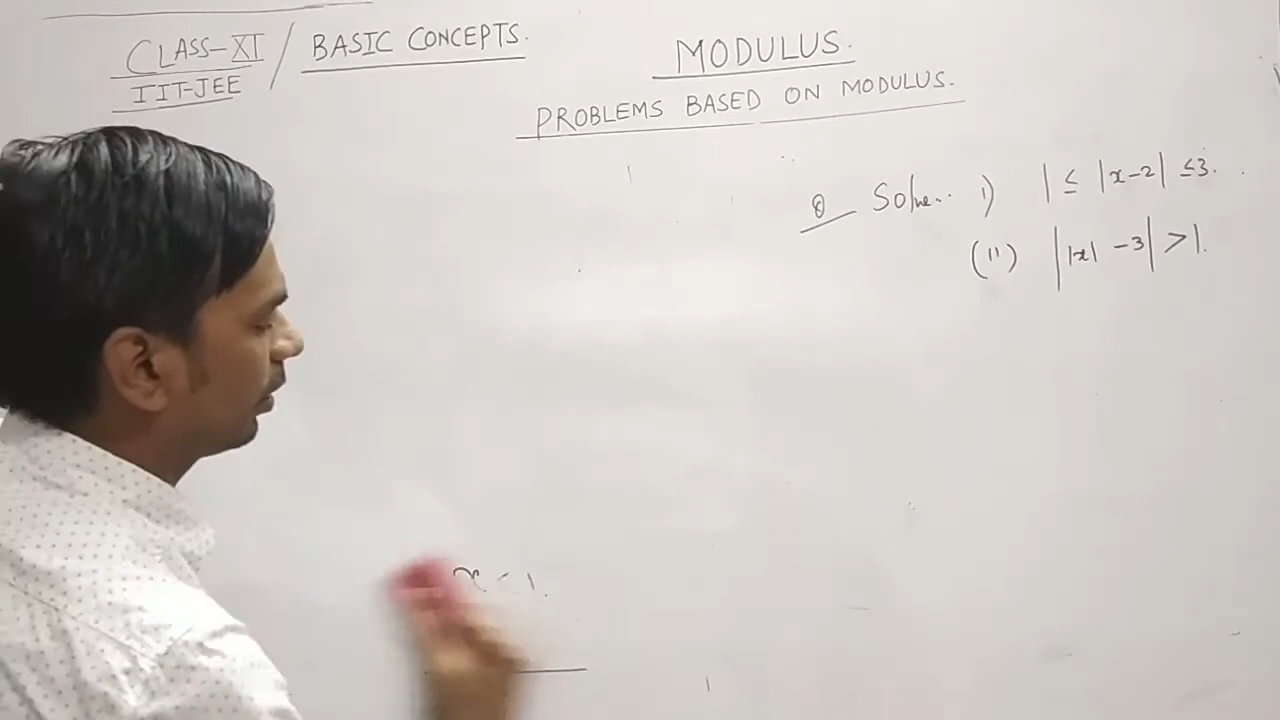 CLASS-XI / BASIC CONCEPTS.
IIT-JEE
MODULUS.
PROBLEMS BASED ON MODULUS.
Q Solve.. i) 1 ≤ |x-2| ≤3.
(ii) ||x| -3| >1.